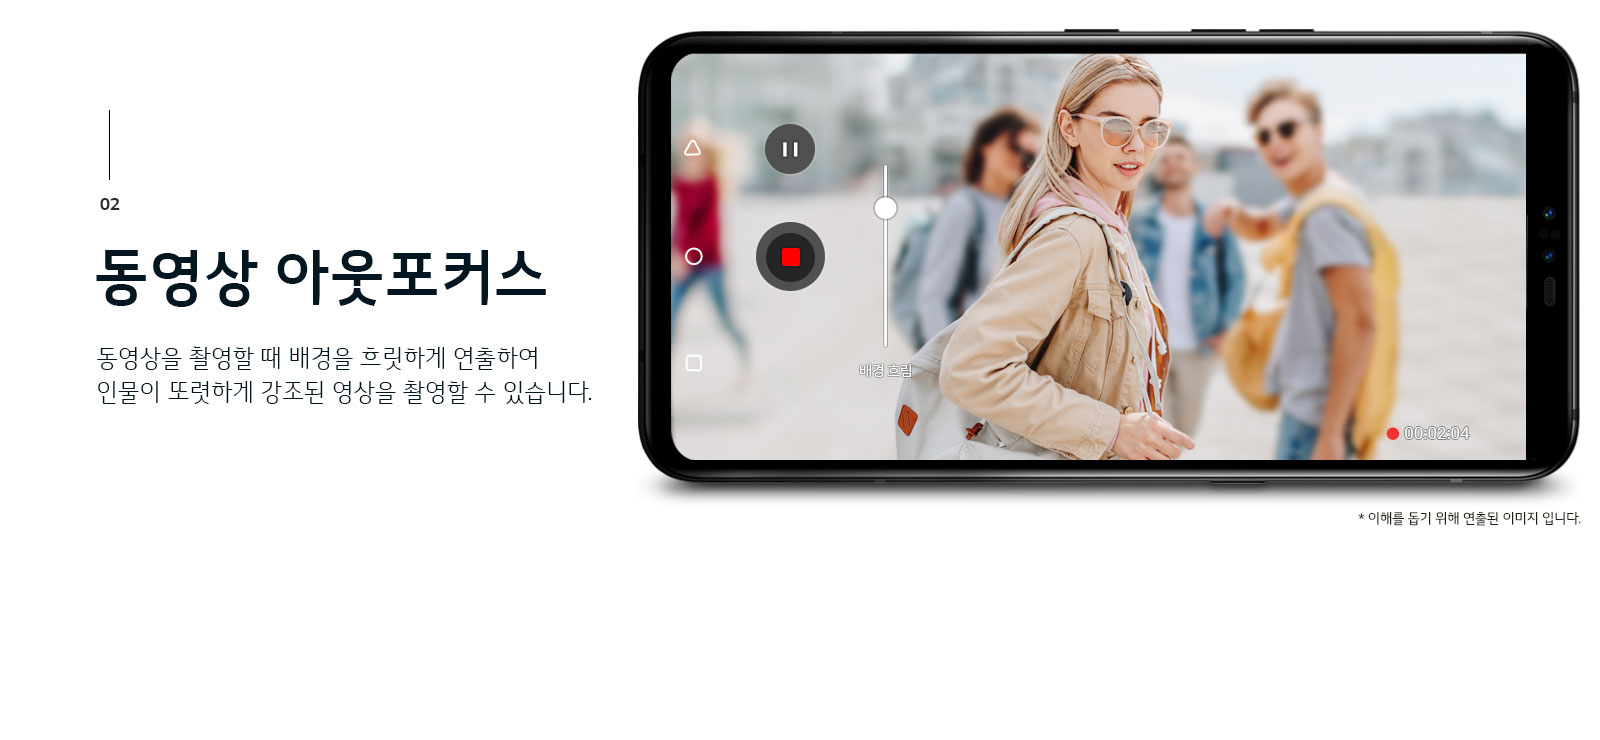 02
동영상 아웃포커스
동영상을 촬영할 때 배경을 흐릿하게 연출하여
인물이 또렷하게 강조된 영상을 촬영할 수 있습니다.
배경 흐림
00:02:04
* 이해를 돕기 위해 연출된 이미지 입니다.